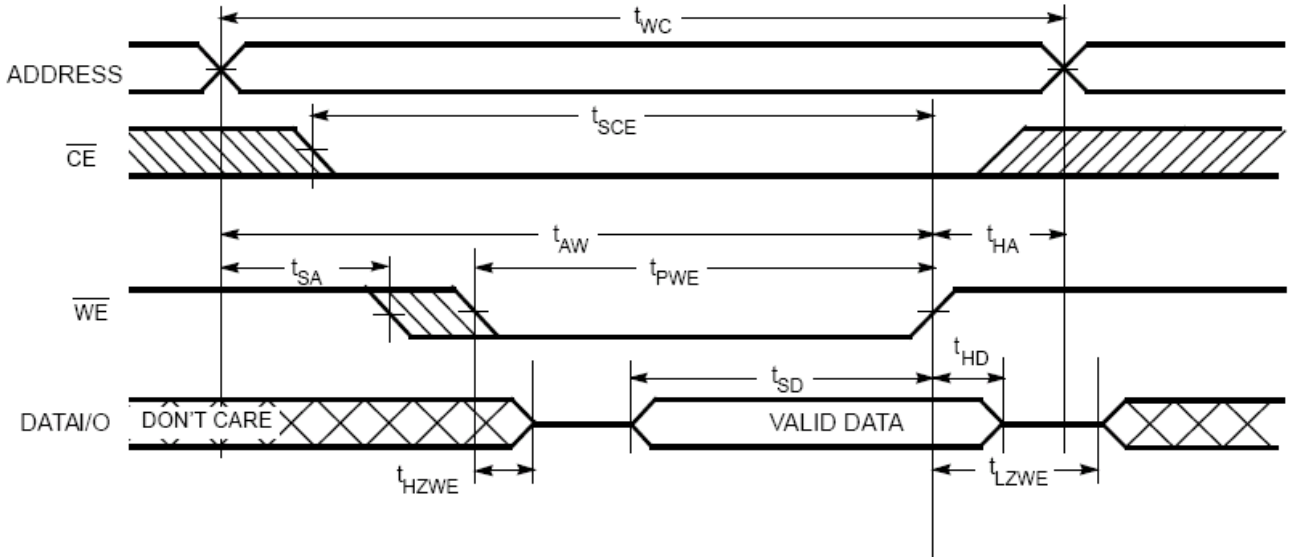 tWC
ADDRESS
tSCE
CE
tAW
tHA
tSA
tPWE
WE
tHD
tSD
DATAI/O
DON'T CARE
VALID DATA
tHZWE
tLZWE